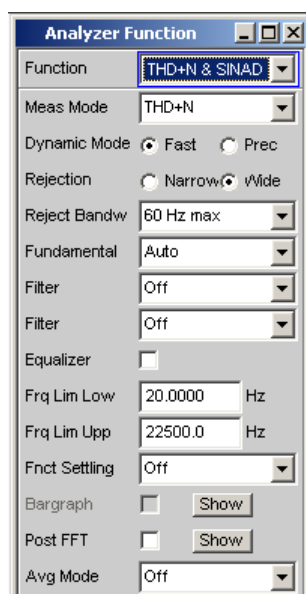 Analyzer Function
Function THD+N & SINAD
Meas Mode THD+N
Dynamic Mode Fast Prec
Rejection Narrow Wide
Reject Bandw 60 Hz max
Fundamental Auto
Filter Off
Filter Off
Equalizer
Frq Lim Low 20.0000 Hz
Frq Lim Upp 22500.0 Hz
Fnct Settling Off
Bargraph Show
Post FFT Show
Avg Mode Off